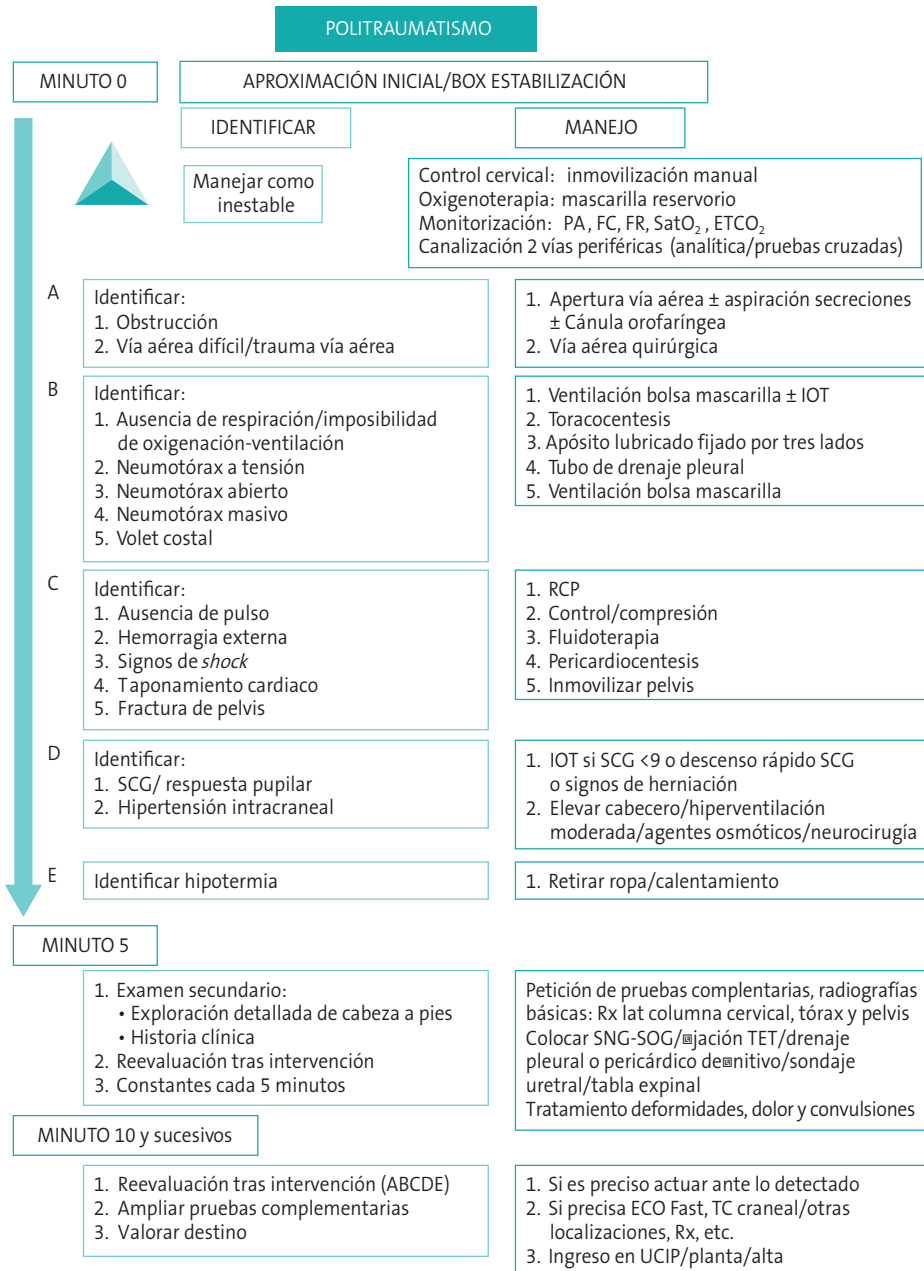 POLITRAUMATISMO
MINUTO 0
APROXIMACIÓN INICIAL/BOX ESTABILIZACIÓN
IDENTIFICAR
MANEJO
Manejar como
inestable
Control cervical: inmovilización manual
Oxigenoterapia: mascarilla reservorio
Monitorización: PA, FC, FR, SatO₂, ETCO₂
Canalización 2 vías periféricas (analítica/pruebas cruzadas)
A
Identificar:
1. Obstrucción
2. Vía aérea difícil/trauma vía aérea
1. Apertura vía aérea ± aspiración secreciones
± Cánula orofaríngea
2. Vía aérea quirúrgica
B
Identificar:
1. Ausencia de respiración/imposibilidad
de oxigenación-ventilación
2. Neumotórax a tensión
3. Neumotórax abierto
4. Neumotórax masivo
5. Volet costal
1. Ventilación bolsa mascarilla ± IOT
2. Toracocentesis
3. Apósito lubricado fijado por tres lados
4. Tubo de drenaje pleural
5. Ventilación bolsa mascarilla
C
Identificar:
1. Ausencia de pulso
2. Hemorragia externa
3. Signos de shock
4. Taponamiento cardiaco
5. Fractura de pelvis
1. RCP
2. Control/compresión
3. Fluidoterapia
4. Pericardiocentesis
5. Inmovilizar pelvis
D
Identificar:
1. SCG/ respuesta pupilar
2. Hipertensión intracraneal
1. IOT si SCG <9 o descenso rápido SCG
o signos de herniación
2. Elevar cabecero/hiperventilación
moderada/agentes osmóticos/neurocirugía
E
Identificar hipotermia
1. Retirar ropa/calentamiento
MINUTO 5
1. Examen secundario:
• Exploración detallada de cabeza a pies
• Historia clínica
2. Reevaluación tras intervención
3. Constantes cada 5 minutos
Petición de pruebas complentarias, radiografías
básicas: Rx lat columna cervical, tórax y pelvis
Colocar SNG-SOG/ TET/drenaje
pleural o pericárdico /sondaje
uretral/tabla expinal
Tratamiento deformidades, dolor y convulsiones
MINUTO 10 y sucesivos
1. Reevaluación tras intervención (ABCDE)
2. Ampliar pruebas complementarias
3. Valorar destino
1. Si es preciso actuar ante lo detectado
2. Si precisa ECO Fast, TC craneal/otras
localizaciones, Rx, etc.
3. Ingreso en UCIP/planta/alta